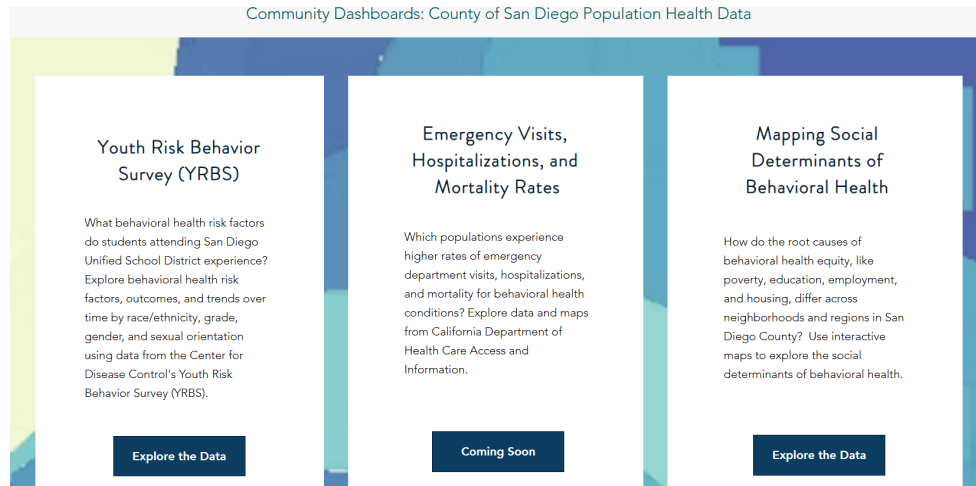 Community Dashboards: County of San Diego Population Health Data
Youth Risk Behavior
Survey (YRBS)
What behavioral health risk factors
do students attending San Diego
Unified School District experience?
Explore behavioral health risk
factors, outcomes, and trends over
time by race/ethnicity, grade,
gender, and sexual orientation
using data from the Center for
Disease Control's Youth Risk
Behavior Survey (YRBS).
Explore the Data
Emergency Visits,
Hospitalizations, and
Mortality Rates
Which populations experience
higher rates of emergency
department visits, hospitalizations,
and mortality for behavioral health
conditions? Explore data and maps
from California Department of
Health Care Access and
Information.
Coming Soon
Mapping Social
Determinants of
Behavioral Health
How do the root causes of
behavioral health equity, like
poverty, education, employment,
and housing, differ across
neighborhoods and regions in San
Diego County?  Use interactive
maps to explore the social
determinants of behavioral health.
Explore the Data